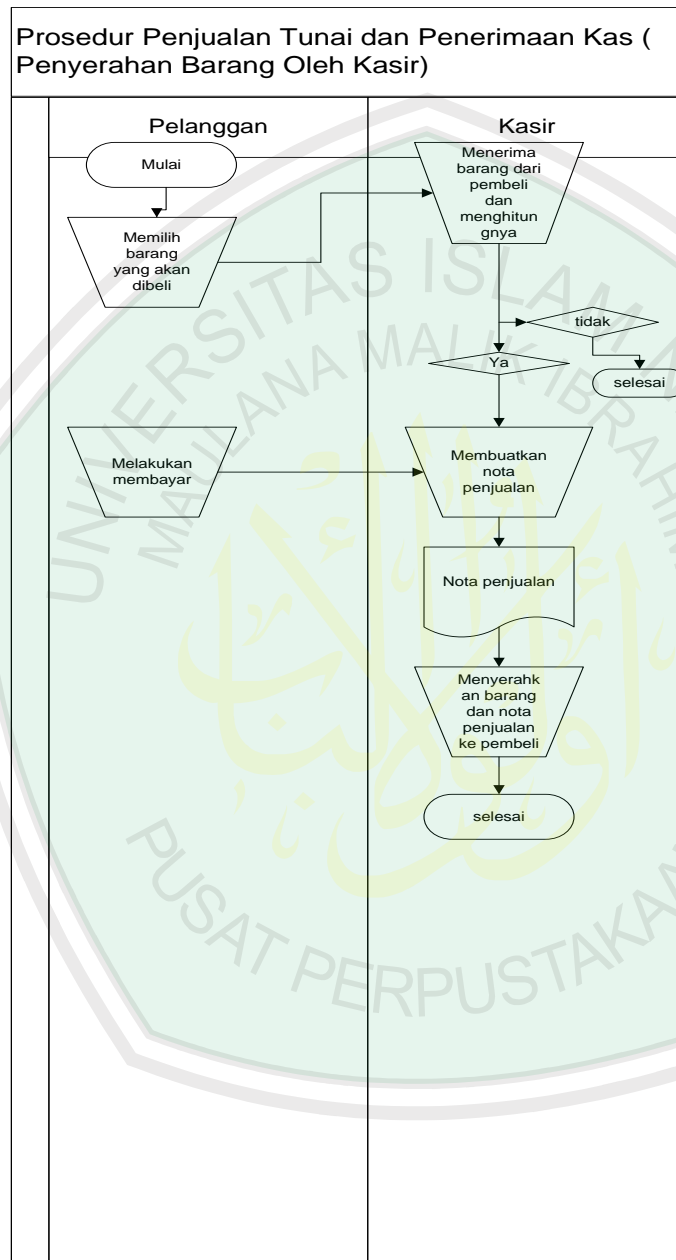 Prosedur Penjualan Tunai dan Penerimaan Kas (
Penyerahan Barang Oleh Kasir)
Pelanggan
Kasir
Mulai
Menerima
barang dari
pembeli
dan
menghitun
gnya
Memilih
barang
yang akan
dibeli
tidak
Ya
selesai
Melakukan
membayar
Membuatkan
nota
penjualan
Nota penjualan
Menyerahk
an barang
dan nota
penjualan
ke pembeli
selesai
UNIVERSITAS ISLAM
MAULANA MALIK IBRAHIM
PUSAT PERPUSTAKAAN